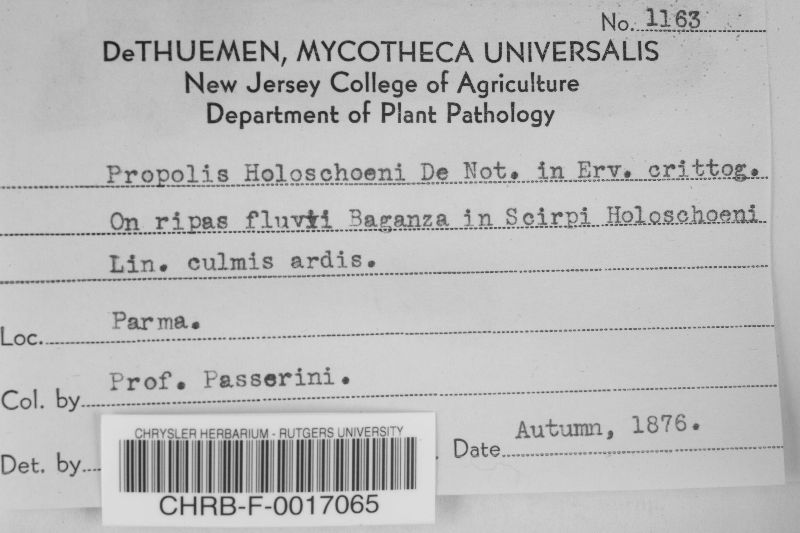 No. 1163
DeTHUEMEN, MYCOTHECA UNIVERSALIS
New Jersey College of Agriculture
Department of Plant Pathology
Propolis Holoschoeni De Not. in Erv. crittog.
On ripas fluvii Baganza in Scirpi Holoschoeni
Lin. culmis ardis.
Loc. Parma.
Col. by Prof. Passerini.
Det. by
Date Autumn, 1876.
CHRYSLER HERBARIUM - RUTGERS UNIVERSITY
CHRB-F-0017065